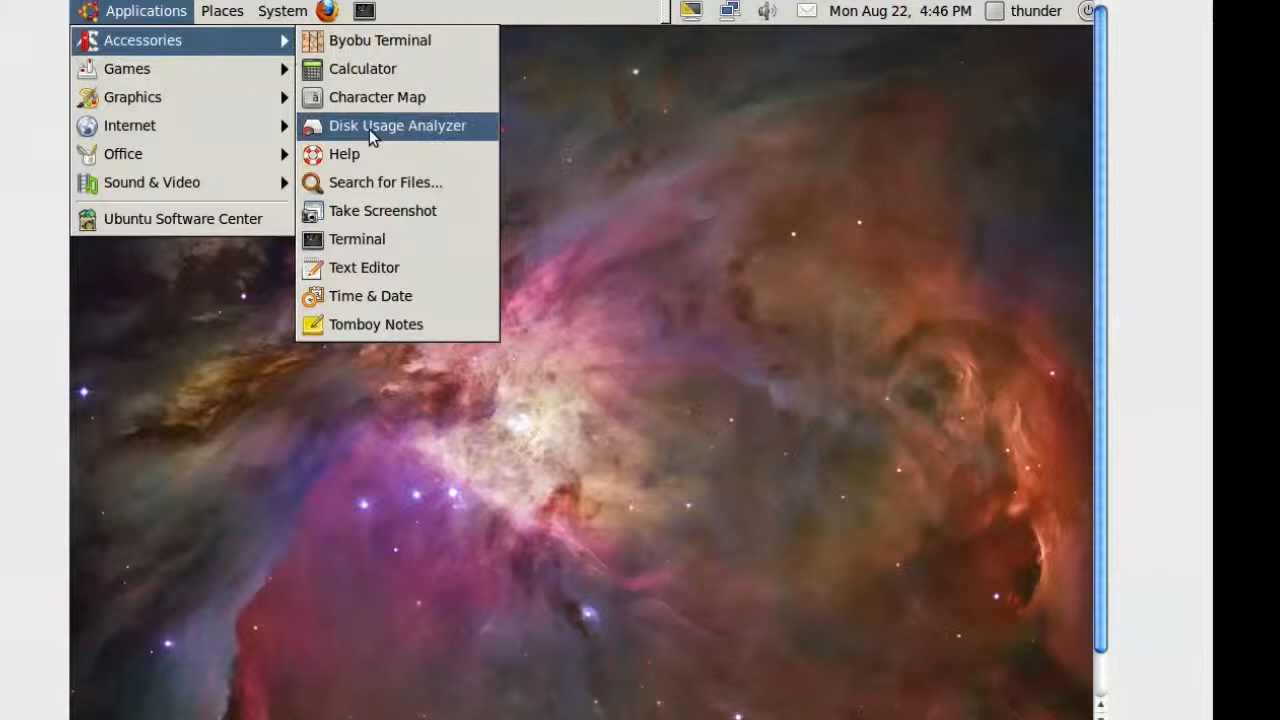 Applications Places System Mon Aug 22, 4:46 PM thunder
Accessories
Games
Graphics
Internet
Office
Sound & Video
Ubuntu Software Center
Byobu Terminal
Calculator
Character Map
Disk Usage Analyzer
Help
Search for Files...
Take Screenshot
Terminal
Text Editor
Time & Date
Tomboy Notes